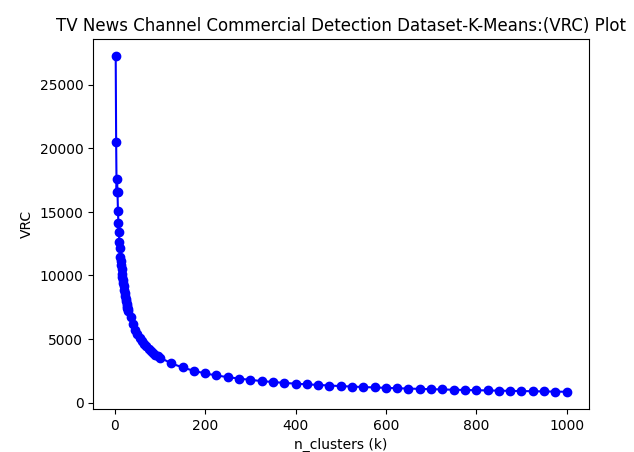 TV News Channel Commercial Detection Dataset-K-Means:(VRC) Plot
25000
20000
15000
10000
5000
0
VRC
0 200 400 600 800 1000
n_clusters (k)